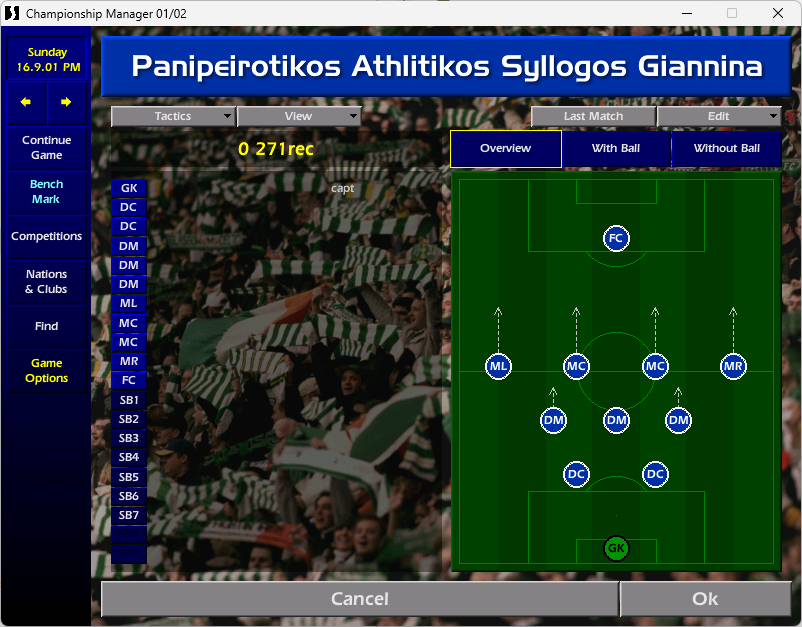 Championship Manager 01/02
Panipeirotikos Athlitikos Syllogos Giannina
Sunday
16.9.01 PM
Continue
Game
Bench
Mark
Competitions
Nations
& Clubs
Find
Game
Options
Tactics
View
Last Match
Edit
0 271rec
Overview
With Ball
Without Ball
GK
capt
DC
DC
DM
DM
DM
ML
MC
MC
MR
FC
SB1
SB2
SB3
SB4
SB5
SB6
SB7
FC
ML
MC
MC
MR
DM
DM
DM
DC
DC
GK
Cancel
Ok